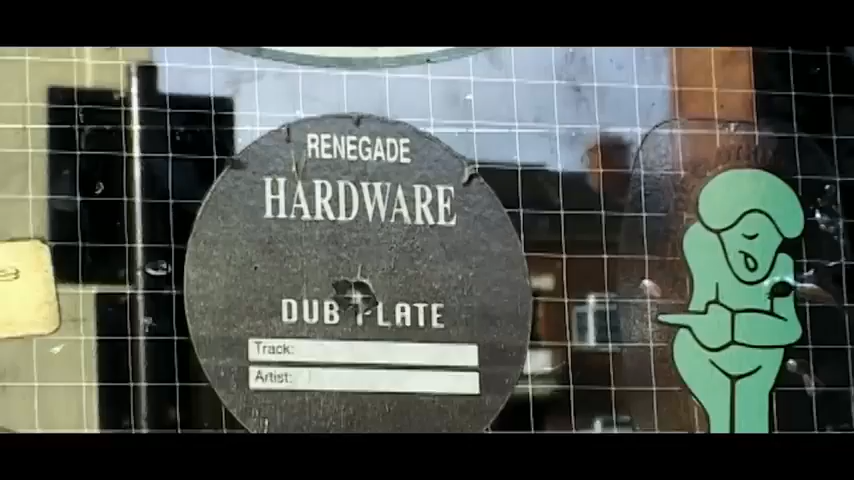 RENEGADE
HARDWARE
DUB PLATE
Track:
Artist: